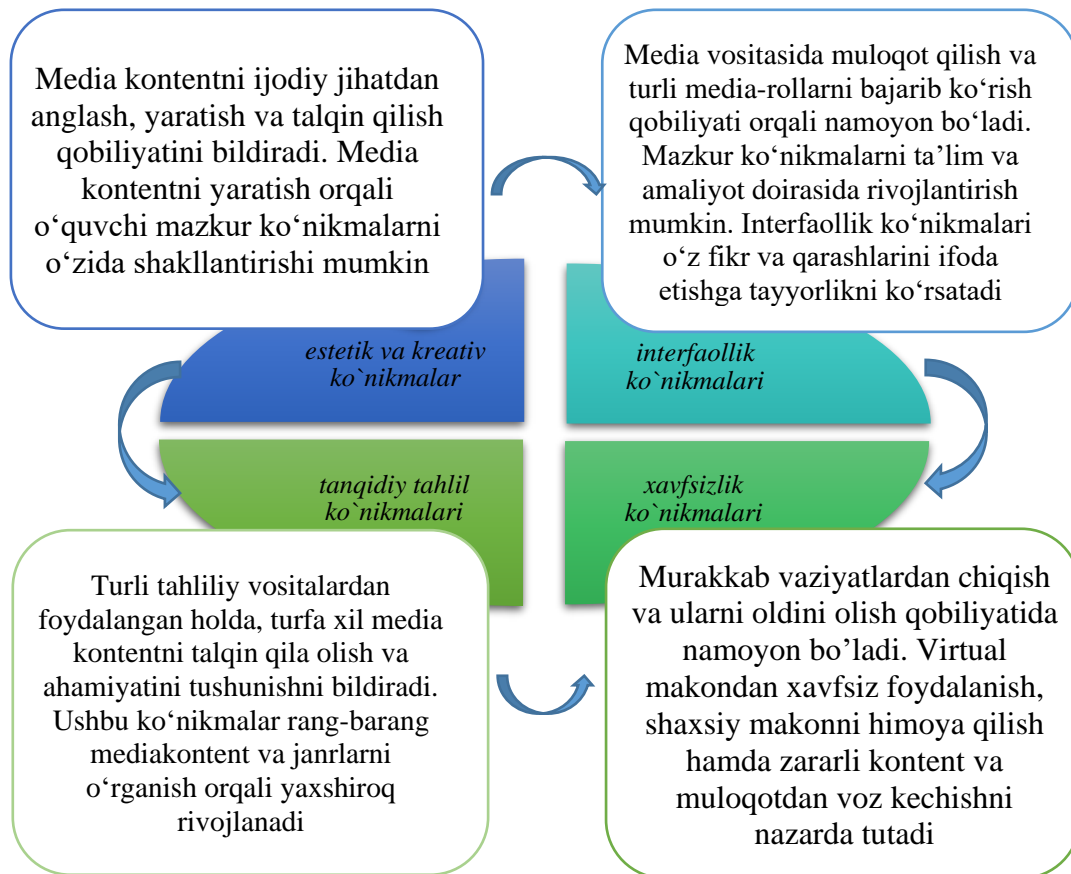 Media kontentni ijodiy jihatdan
anglash, yaratish va talqin qilish
qobiliyatini bildiradi. Media
kontentni yaratish orqali
o‘quvchi mazkur ko‘nikmalarni
o‘zida shakllantirishi mumkin
Media vositasida muloqot qilish va
turli media-rollarni bajarib ko‘rish
qobiliyati orqali namoyon bo‘ladi.
Mazkur ko‘nikmalarni ta’lim va
amaliyot doirasida rivojlantirish
mumkin. Interfaollik ko‘nikmalari
o‘z fikr va qarashlarini ifoda
etishga tayyorlikni ko‘rsatadi
estetik va kreativ
ko`nikmalar
interfaollik
ko`nikmalari
tanqidiy tahlil
ko`nikmalari
xavfsizlik
ko`nikmalari
Turli tahliliy vositalardan
foydalangan holda, turfa xil media
kontentni talqin qila olish va
ahamiyatini tushunishni bildiradi.
Ushbu ko‘nikmalar rang-barang
mediakontent va janrlarni
o‘rganish orqali yaxshiroq
rivojlanadi
Murakkab vaziyatlardan chiqish
va ularni oldini olish qobiliyatida
namoyon bo’ladi. Virtual
makondan xavfsiz foydalanish,
shaxsiy makonni himoya qilish
hamda zararli kontent va
muloqotdan voz kechishni
nazarda tutadi